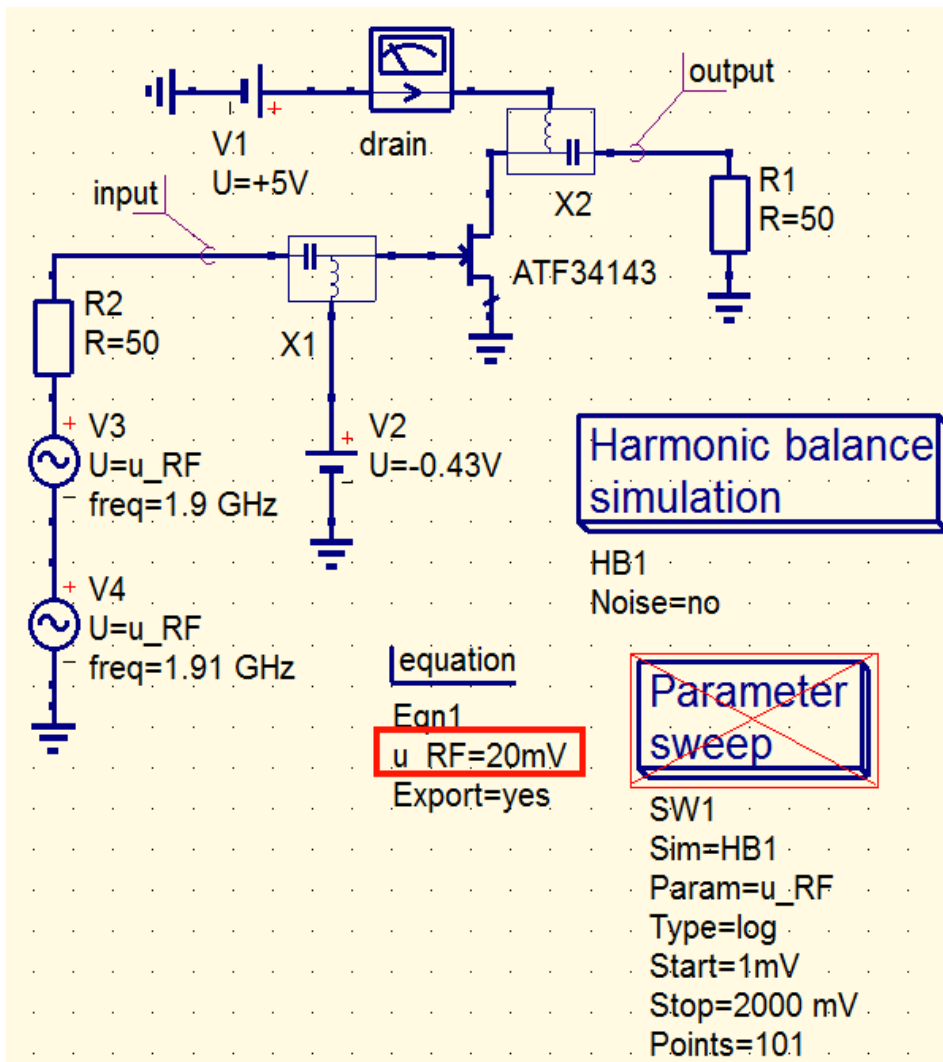 output
V1
U=+5V
drain
X2
R1
R=50
input
ATF34143
R2
R=50
X1
V3
U=u_RF
freq=1.9 GHz
V2
U=-0.43V
Harmonic balance
simulation
HB1
Noise=no
V4
U=u_RF
freq=1.91 GHz
equation
Eqn1
u_RF=20mV
Export=yes
Parameter
sweep
SW1
Sim=HB1
Param=u_RF
Type=log
Start=1mV
Stop=2000 mV
Points=101